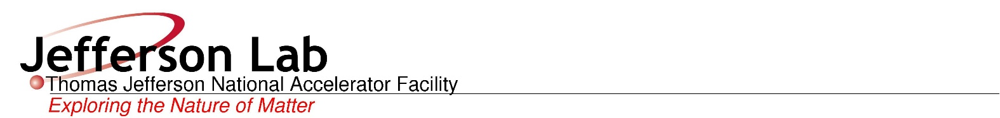 Jefferson Lab
Thomas Jefferson National Accelerator Facility
Exploring the Nature of Matter